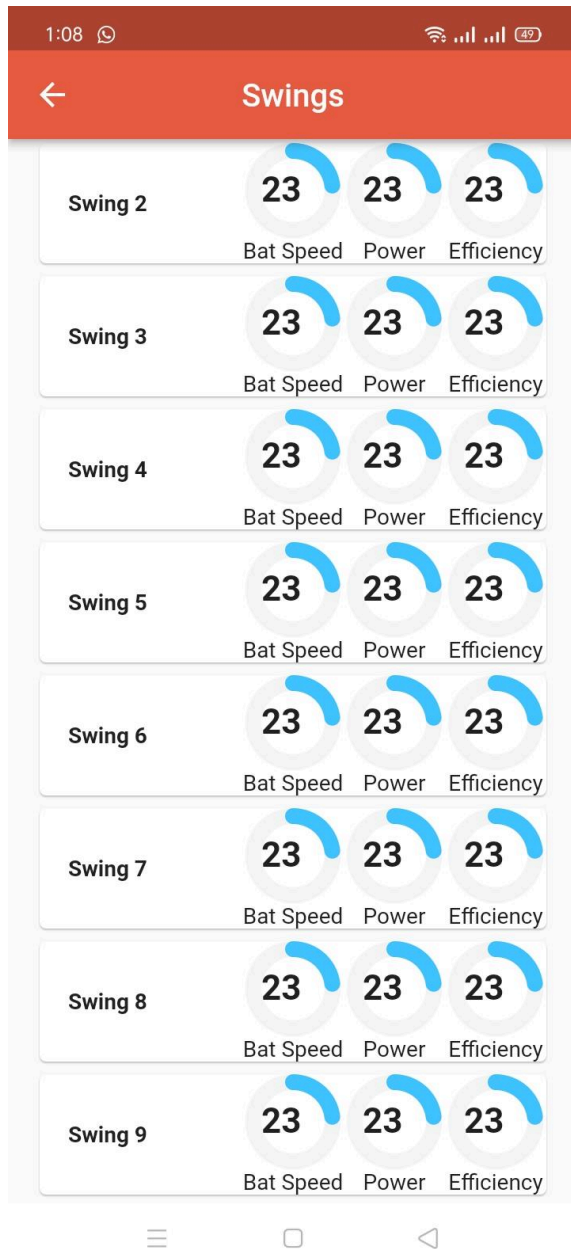 1:08 49
Swings
Swing 2 23 23 23
Bat Speed Power Efficiency
Swing 3 23 23 23
Bat Speed Power Efficiency
Swing 4 23 23 23
Bat Speed Power Efficiency
Swing 5 23 23 23
Bat Speed Power Efficiency
Swing 6 23 23 23
Bat Speed Power Efficiency
Swing 7 23 23 23
Bat Speed Power Efficiency
Swing 8 23 23 23
Bat Speed Power Efficiency
Swing 9 23 23 23
Bat Speed Power Efficiency